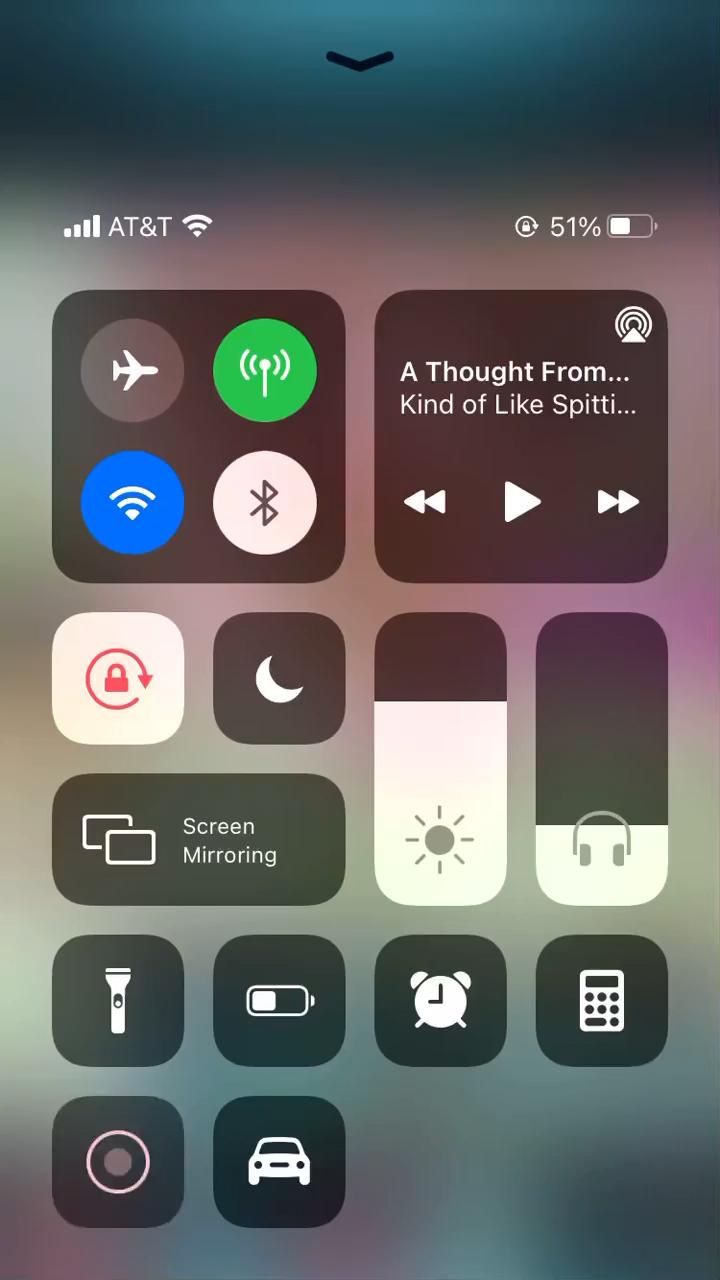 AT&T
51%
A Thought From...
Kind of Like Spitti...
Screen
Mirroring